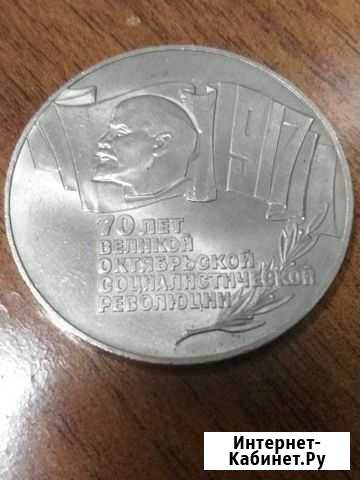 1917
70 ЛЕТ
ВЕЛИКОЙ
ОКТЯБРЬСКОЙ
СОЦИАЛИСТИЧЕСКОЙ
РЕВОЛЮЦИИ
Интернет-
Кабинет.Ру